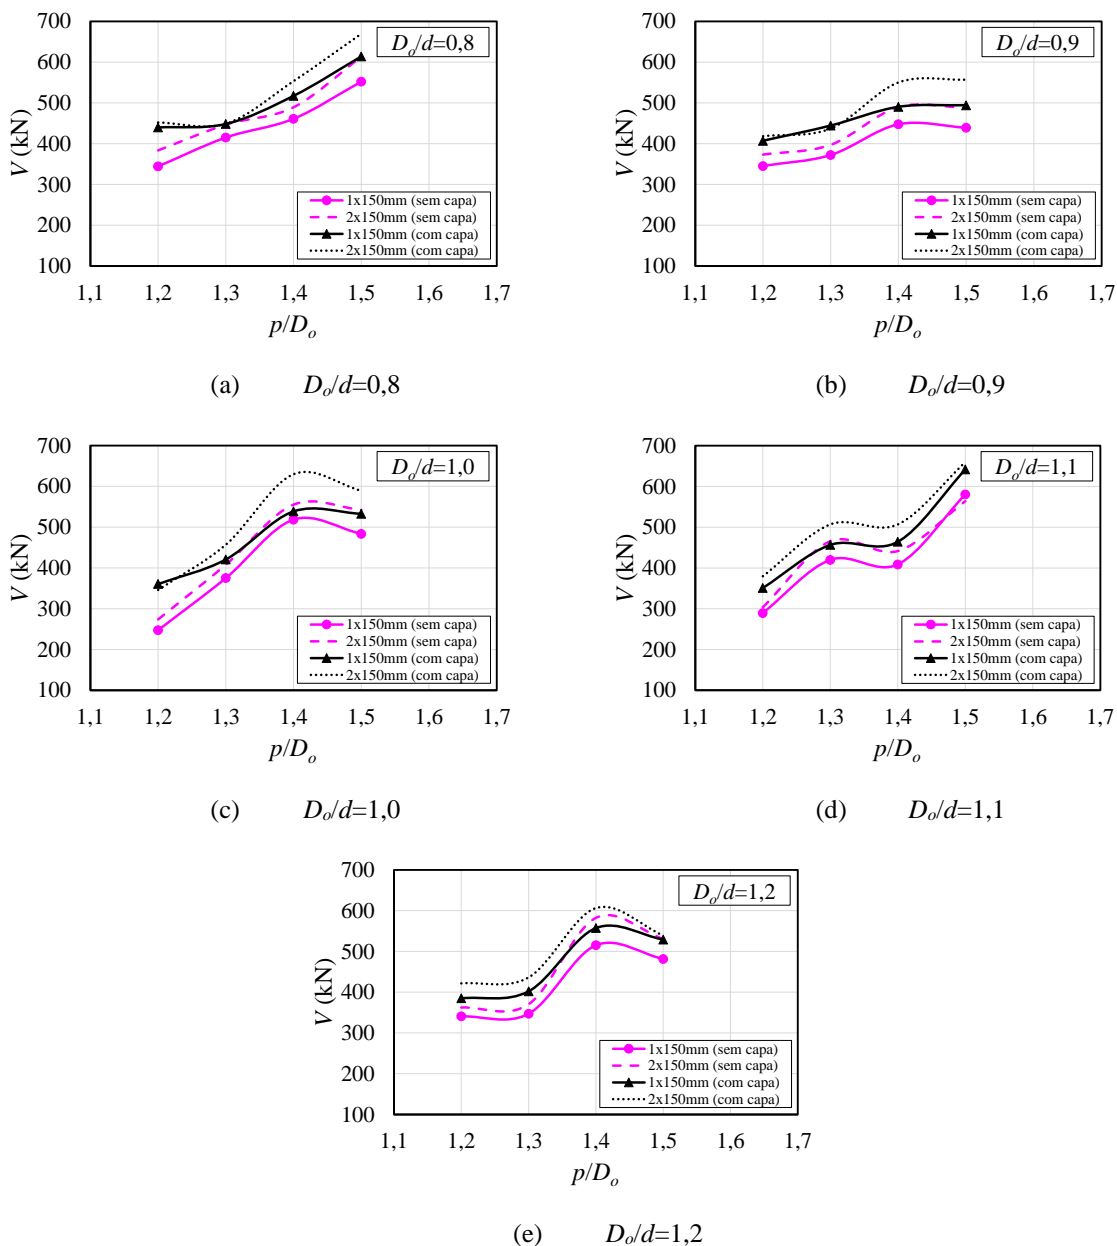 700
600
500
400
300
200
100
V (kN)
Dₒ/d=0,8
1x150mm (sem capa)
2x150mm (sem capa)
1x150mm (com capa)
2x150mm (com capa)
1,1 1,2 1,3 1,4 1,5 1,6 1,7
p/Dₒ
(a) Dₒ/d=0,8
700
600
500
400
300
200
100
V (kN)
Dₒ/d=0,9
1x150mm (sem capa)
2x150mm (sem capa)
1x150mm (com capa)
2x150mm (com capa)
1,1 1,2 1,3 1,4 1,5 1,6 1,7
p/Dₒ
(b) Dₒ/d=0,9
700
600
500
400
300
200
100
V (kN)
Dₒ/d=1,0
1x150mm (sem capa)
2x150mm (sem capa)
1x150mm (com capa)
2x150mm (com capa)
1,1 1,2 1,3 1,4 1,5 1,6 1,7
p/Dₒ
(c) Dₒ/d=1,0
700
600
500
400
300
200
100
V (kN)
Dₒ/d=1,1
1x150mm (sem capa)
2x150mm (sem capa)
1x150mm (com capa)
2x150mm (com capa)
1,1 1,2 1,3 1,4 1,5 1,6 1,7
p/Dₒ
(d) Dₒ/d=1,1
700
600
500
400
300
200
100
V (kN)
Dₒ/d=1,2
1x150mm (sem capa)
2x150mm (sem capa)
1x150mm (com capa)
2x150mm (com capa)
1,1 1,2 1,3 1,4 1,5 1,6 1,7
p/Dₒ
(e) Dₒ/d=1,2